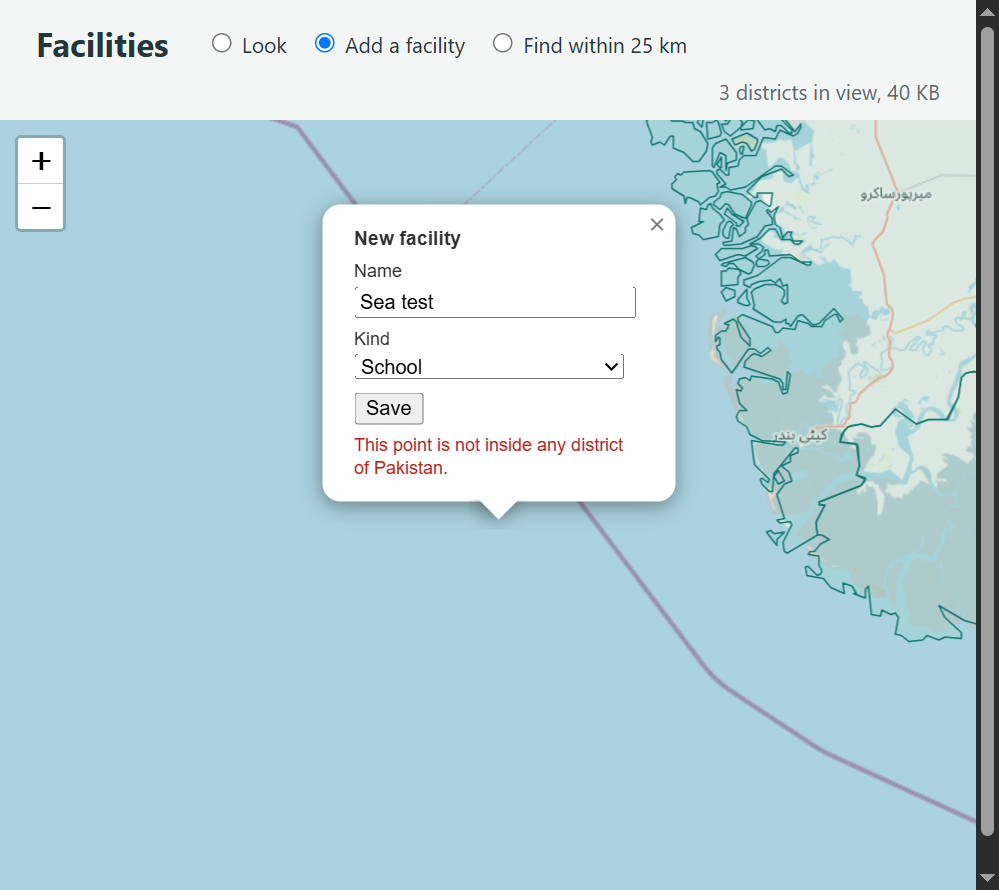 Facilities
Look
Add a facility
Find within 25 km
3 districts in view, 40 KB
+
−
میرپورساکرو
×
New facility
Name
Sea test
Kind
School
Save
This point is not inside any district
of Pakistan.
کیٹی بندر